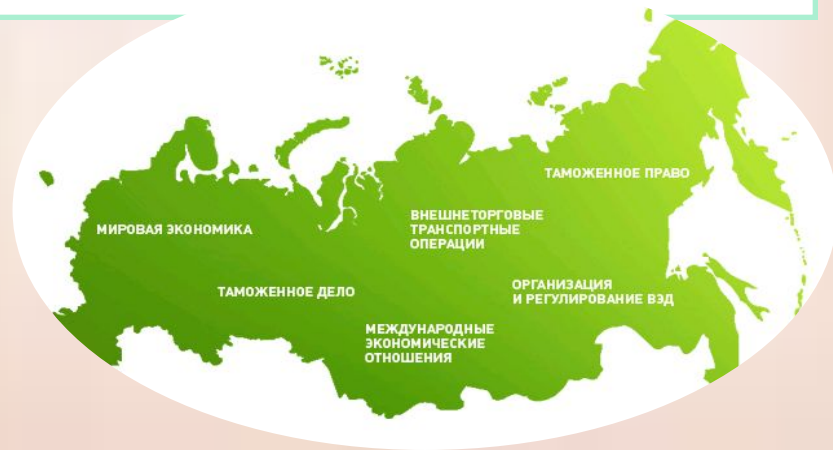 ТАМОЖЕННОЕ ПРАВО
МИРОВАЯ ЭКОНОМИКА
ВНЕШНЕТОРГОВЫЕ
ТРАНСПОРТНЫЕ
ОПЕРАЦИИ
ТАМОЖЕННОЕ ДЕЛО
ОРГАНИЗАЦИЯ
И РЕГУЛИРОВАНИЕ ВЭД
МЕЖДУНАРОДНЫЕ
ЭКОНОМИЧЕСКИЕ
ОТНОШЕНИЯ